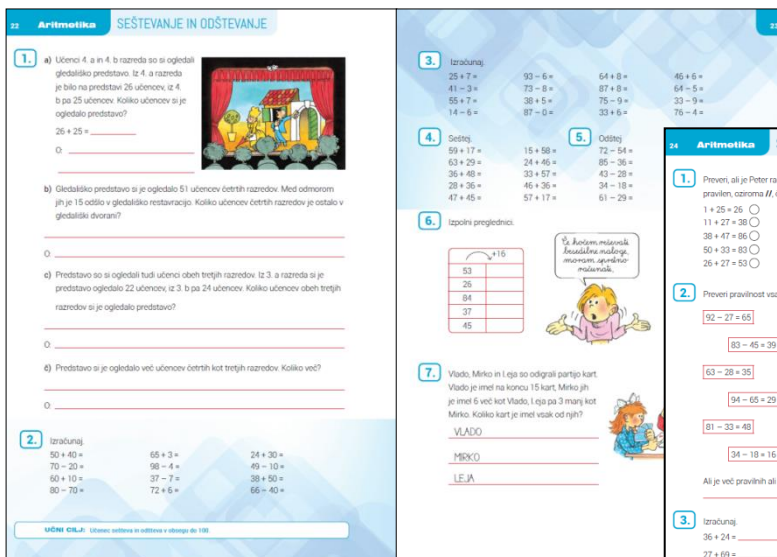 22 Aritmetika SEŠTEVANJE IN ODŠTEVANJE
1.
a) Učenci 4. a in 4. b razreda so si ogledali
gledališko predstavo. Iz 4. a razreda
je bilo na predstavi 26 učencev, iz 4.
b pa 25 učencev. Koliko učencev si je
ogledalo predstavo?
26 + 25 =
O:
b) Gledališko predstavo si je ogledalo 51 učencev četrtih razredov. Med odmorom
jih je 15 odšlo v gledališko restavracijo. Koliko učencev četrtih razredov je ostalo v
gledališki dvorani?
O:
c) Predstavo so si ogledali tudi učenci obeh tretjih razredov. Iz 3. a razreda si je
predstavo ogledalo 22 učencev, iz 3. b pa 24 učencev. Koliko učencev obeh tretjih
razredov si je ogledalo predstavo?
O:
č) Predstavo si je ogledalo več učencev četrtih kot tretjih razredov. Koliko več?
O:
2. Izračunaj.
50 + 40 = 65 + 3 = 24 + 30 =
70 − 20 = 98 − 4 = 49 − 10 =
60 + 10 = 37 − 7 = 38 + 50 =
80 − 70 = 72 + 6 = 66 − 40 =
UČNI CILJ: Učenec sešteva in odšteva v obsegu do 100.
23
3. Izračunaj.
25 + 7 = 93 − 6 = 64 + 8 = 46 + 6 =
41 − 3 = 73 − 8 = 87 + 8 = 64 − 5 =
55 + 7 = 38 + 5 = 75 − 9 = 33 − 9 =
14 − 6 = 87 − 0 = 33 + 6 = 76 − 4 =
4. Seštej.
59 + 17 = 15 + 58 =
63 + 29 = 24 + 46 =
36 + 48 = 33 + 57 =
28 + 36 = 46 + 36 =
47 + 45 = 57 + 17 =
5. Odštej
72 − 54 =
85 − 36 =
43 − 28 =
34 − 18 =
61 − 29 =
6. Izpolni preglednici.
+16
53
26
84
37
45
Če hočem reševati
besedilne naloge,
moram spretno
računati.
7. Vlado, Mirko in Leja so odigrali partijo kart.
Vlado je imel na koncu 15 kart, Mirko jih
je imel 6 več kot Vlado, Leja pa 3 manj kot
Mirko. Koliko kart je imel vsak od njih?
VLADO
MIRKO
LEJA
24 Aritmetika
1. Preveri, ali je Peter ra
pravilen, oziroma //,
1 + 25 = 26
11 + 27 = 38
38 + 47 = 86
50 + 33 = 83
26 + 27 = 53
2. Preveri pravilnost vsa
92 − 27 = 65
83 − 45 = 39
63 − 28 = 35
94 − 65 = 29
81 − 33 = 48
34 − 18 = 16
Ali je več pravilnih ali
3. Izračunaj.
36 + 24 =
27 + 69 =